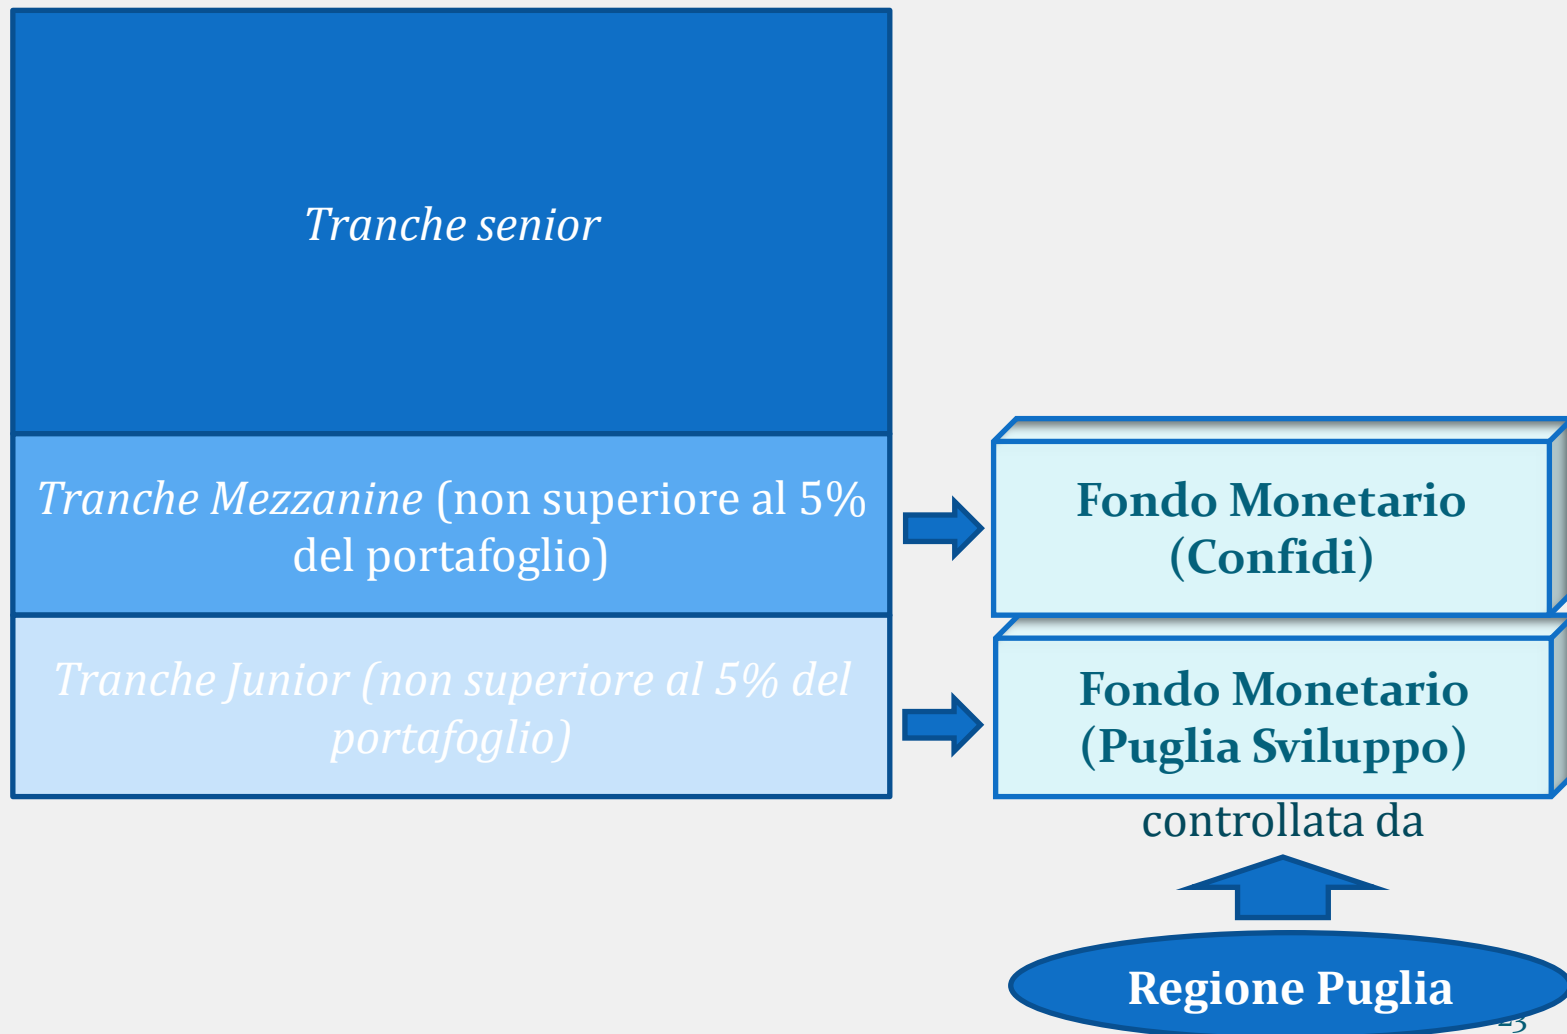 Tranche senior
Tranche Mezzanine (non superiore al 5%
del portafoglio)
Fondo Monetario
(Confidi)
Tranche Junior (non superiore al 5% del
portafoglio)
Fondo Monetario
(Puglia Sviluppo)
controllata da
Regione Puglia
23